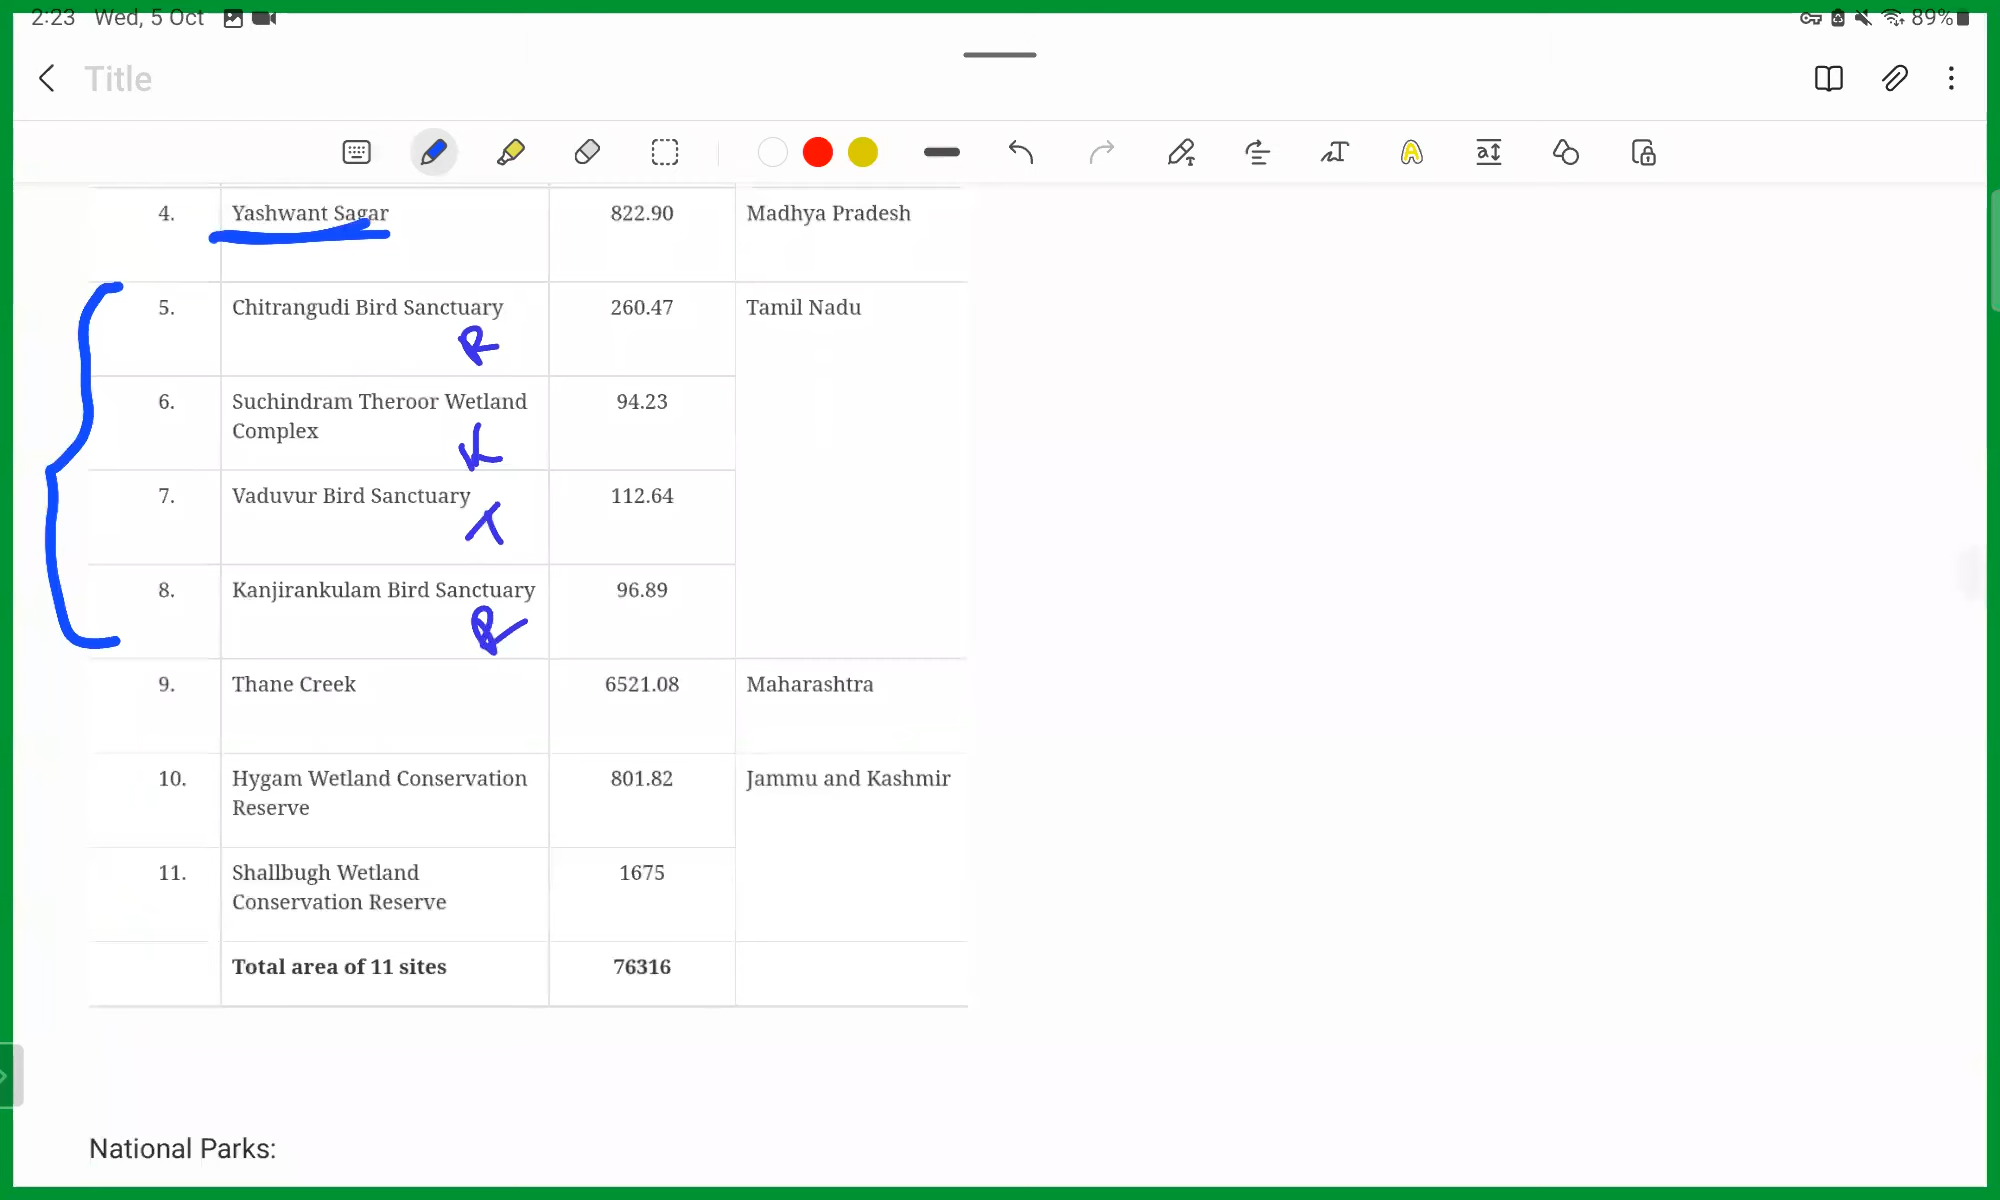 2:23 Wed, 5 Oct 89%
Title
4. Yashwant Sagar 822.90 Madhya Pradesh
5. Chitrangudi Bird Sanctuary 260.47 Tamil Nadu
R
6. Suchindram Theroor Wetland 94.23
Complex
K
7. Vaduvur Bird Sanctuary 112.64
8. Kanjirankulam Bird Sanctuary 96.89
R
9. Thane Creek 6521.08 Maharashtra
10. Hygam Wetland Conservation 801.82 Jammu and Kashmir
Reserve
11. Shallbugh Wetland 1675
Conservation Reserve
Total area of 11 sites 76316
National Parks: